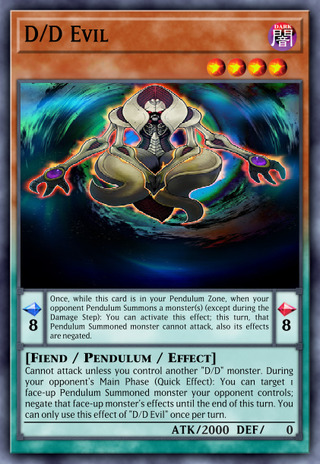 D/D Evil
DARK
闇
Once, while this card is in your Pendulum Zone, when your
opponent Pendulum Summons a monster(s) (except during the
Damage Step): You can activate this effect; this turn, that
Pendulum Summoned monster cannot attack, also its effects
are negated.
8
8
[Fiend / Pendulum / Effect]
Cannot attack unless you control another "D/D" monster. During
your opponent's Main Phase (Quick Effect): You can target 1
face-up Pendulum Summoned monster your opponent controls;
negate that face-up monster's effects until the end of this turn. You
can only use this effect of "D/D Evil" once per turn.
ATK/2000 DEF/ 0